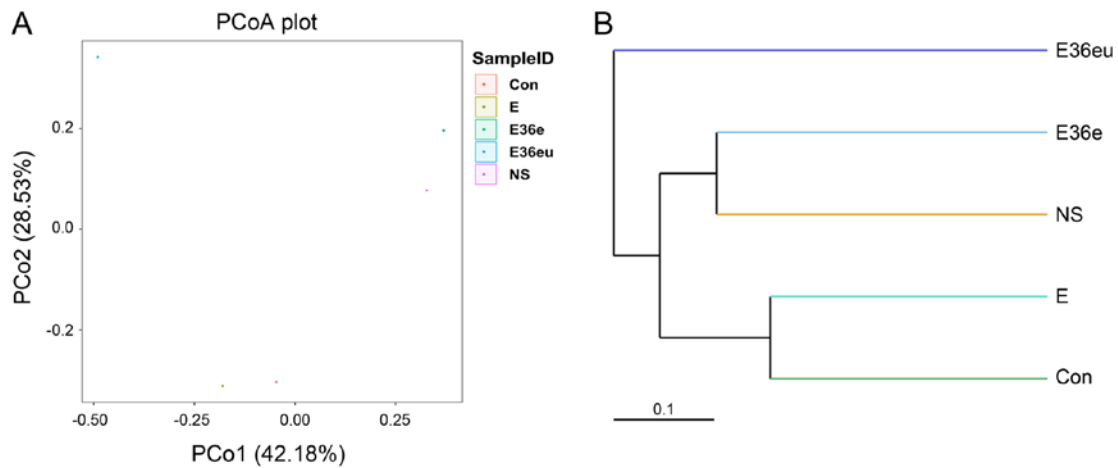 A
PCoA plot
PCo2 (28.53%)
0.2
0.0
-0.2
-0.50
-0.25
0.00
0.25
PCo1 (42.18%)
SampleID
Con
E
E36e
E36eu
NS
B
E36eu
E36e
NS
E
Con
0.1